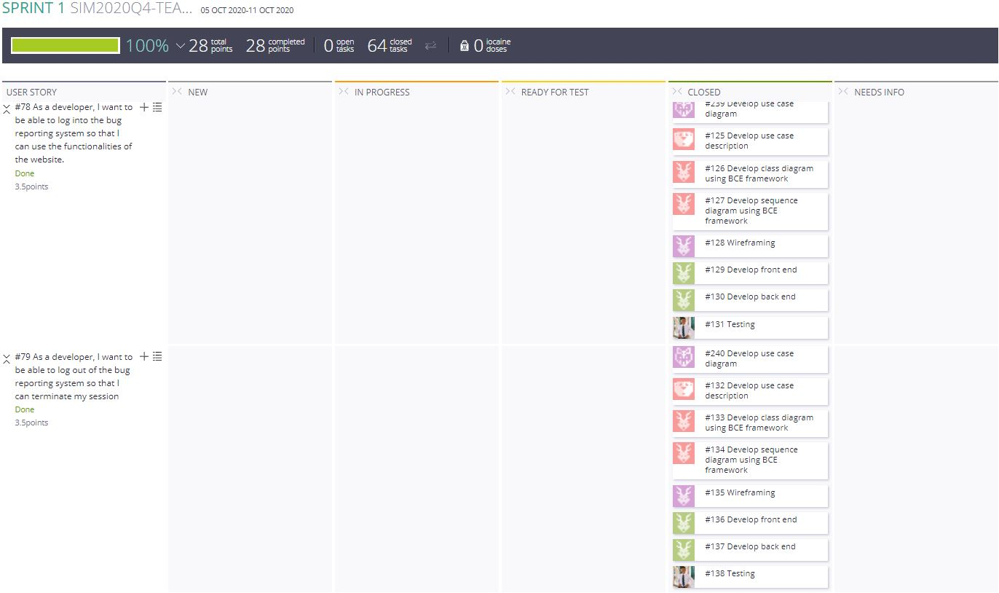 SPRINT 1 SIM2020Q4-TEA... 05 OCT 2020-11 OCT 2020
100% 28 total points 28 completed points 0 open tasks 64 closed tasks 0 iocaine doses
USER STORY NEW IN PROGRESS READY FOR TEST CLOSED NEEDS INFO
#78 As a developer, I want to
be able to log into the bug
reporting system so that I
can use the functionalities of
the website.
Done
3.5points
#239 Develop use case
diagram
#125 Develop use case
description
#126 Develop class diagram
using BCE framework
#127 Develop sequence
diagram using BCE
framework
#128 Wireframing
#129 Develop front end
#130 Develop back end
#131 Testing
#79 As a developer, I want to
be able to log out of the bug
reporting system so that I
can terminate my session
Done
3.5points
#240 Develop use case
diagram
#132 Develop use case
description
#133 Develop class diagram
using BCE framework
#134 Develop sequence
diagram using BCE
framework
#135 Wireframing
#136 Develop front end
#137 Develop back end
#138 Testing